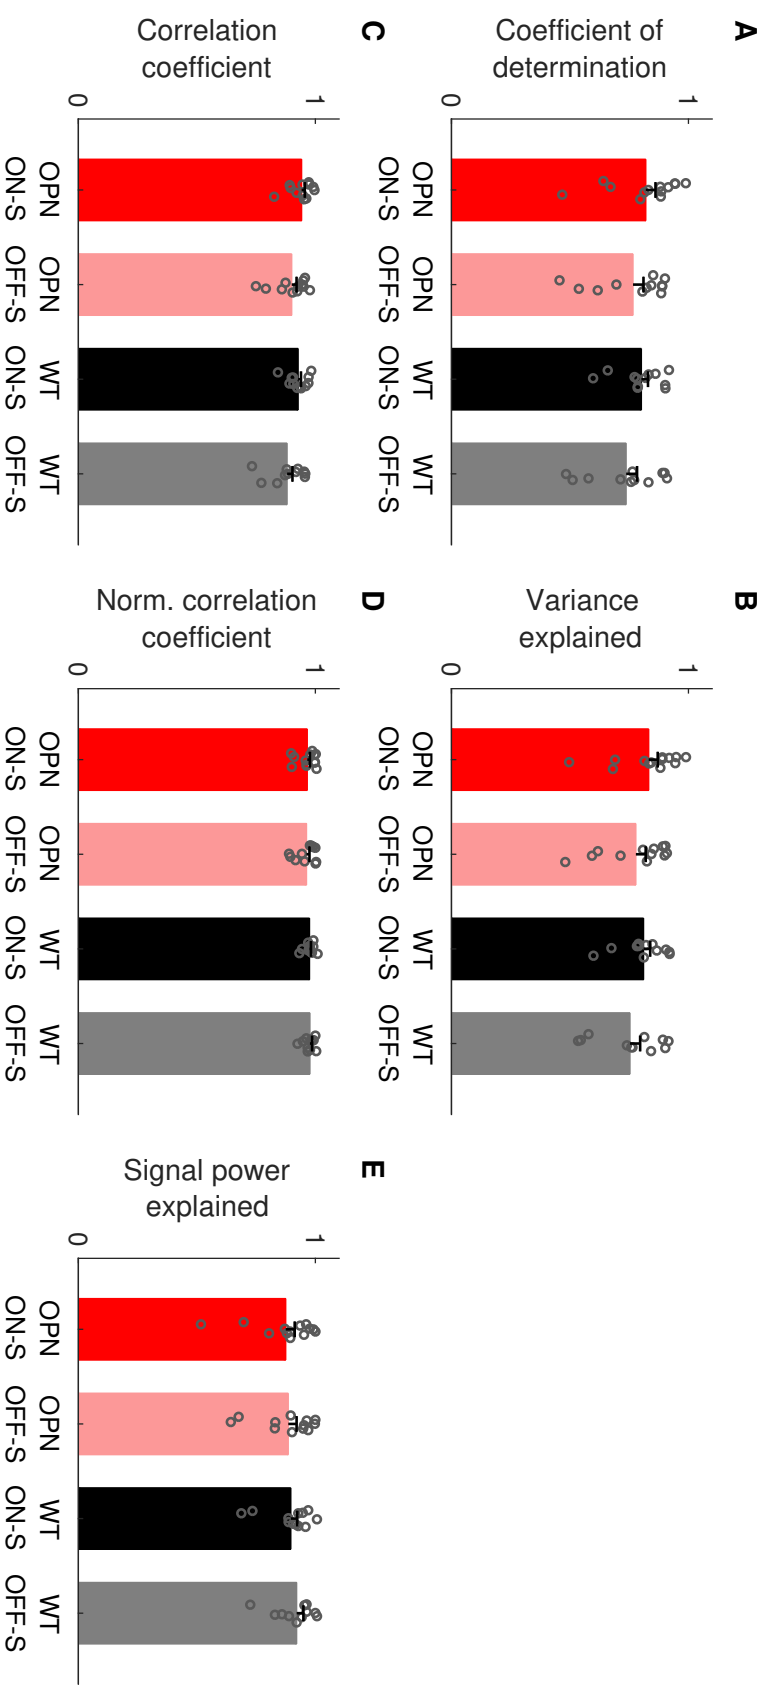 A
Coefficient of
determination
1
0
OPN
ON-S
OPN
OFF-S
WT
ON-S
WT
OFF-S
B
Variance
explained
1
0
OPN
ON-S
OPN
OFF-S
WT
ON-S
WT
OFF-S
C
Correlation
coefficient
1
0
OPN
ON-S
OPN
OFF-S
WT
ON-S
WT
OFF-S
D
Norm. correlation
coefficient
1
0
OPN
ON-S
OPN
OFF-S
WT
ON-S
WT
OFF-S
E
Signal power
explained
1
0
OPN
ON-S
OPN
OFF-S
WT
ON-S
WT
OFF-S